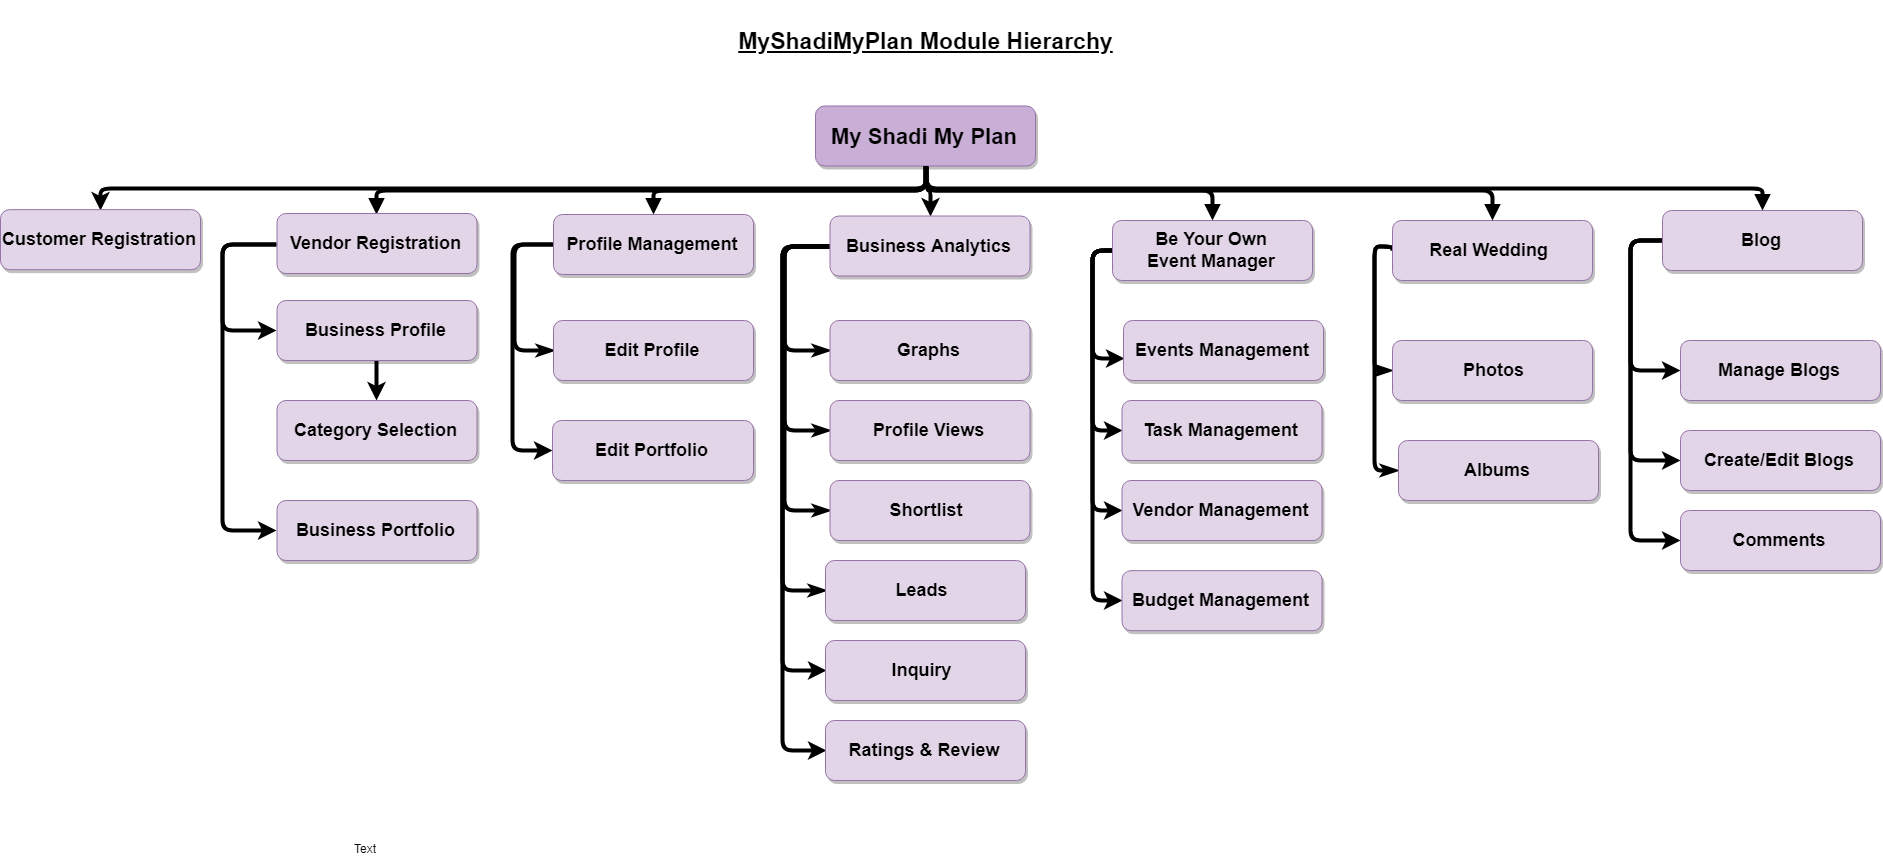 MyShadiMyPlan Module Hierarchy
My Shadi My Plan
Customer Registration
Vendor Registration
Business Profile
Category Selection
Business Portfolio
Profile Management
Edit Profile
Edit Portfolio
Business Analytics
Graphs
Profile Views
Shortlist
Leads
Inquiry
Ratings & Review
Be Your Own
Event Manager
Events Management
Task Management
Vendor Management
Budget Management
Real Wedding
Photos
Albums
Blog
Manage Blogs
Create/Edit Blogs
Comments
Text